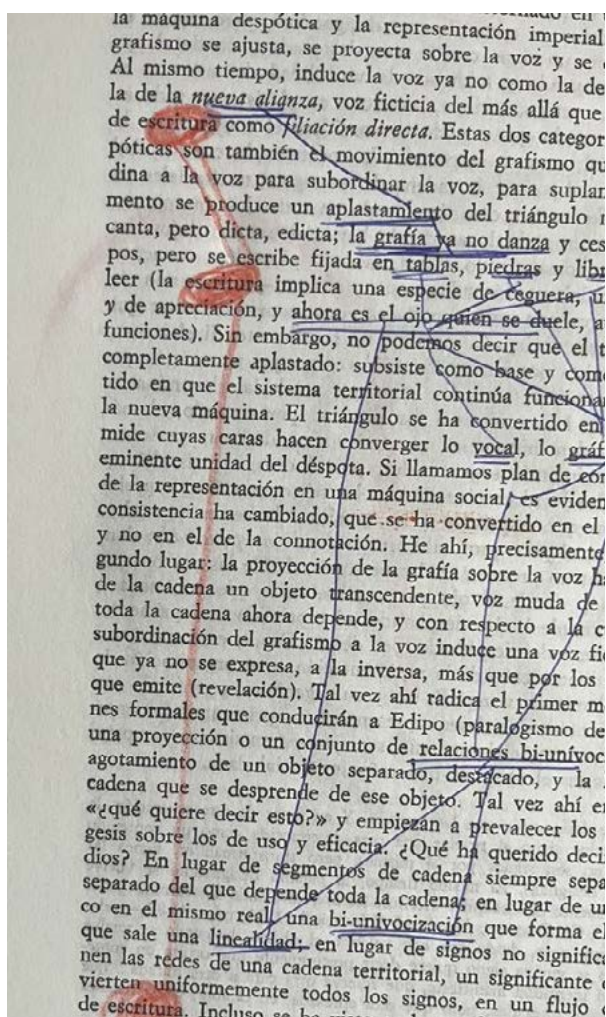 la máquina despótica y la representación imperial
grafismo se ajusta, se proyecta sobre la voz y se
Al mismo tiempo, induce la voz ya no como la de
la de la nueva alianza, voz ficticia del más allá que
de escritura como filiación directa. Estas dos categor
póticas son también el movimiento del grafismo qu
dina a la voz para subordinar la voz, para suplan
mento se produce un aplastamiento del triángulo
canta, pero dicta, edicta; la grafía ya no danza y ces
pos, pero se escribe fijada en tablas, piedras y libr
leer (la escritura implica una especie de ceguera, u
y de apreciación, y ahora es el ojo quien se duele, a
funciones). Sin embargo, no podemos decir que el t
completamente aplastado: subsiste como base y com
tido en que el sistema territorial continúa funciona
la nueva máquina. El triángulo se ha convertido en
mide cuyas caras hacen converger lo vocal, lo gráf
eminente unidad del déspota. Si llamamos plan de con
de la representación en una máquina social, es eviden
consistencia ha cambiado, que se ha convertido en el
y no en el de la connotación. He ahí, precisamente
gundo lugar: la proyección de la grafía sobre la voz ha
de la cadena un objeto transcendente, voz muda de
toda la cadena ahora depende, y con respecto a la c
subordinación del grafismo a la voz induce una voz fic
que ya no se expresa, a la inversa, más que por los
que emite (revelación). Tal vez ahí radica el primer m
nes formales que conducirán a Edipo (paralogismo de
una proyección o un conjunto de relaciones bi-unívoc
agotamiento de un objeto separado, destacado, y la
cadena que se desprende de ese objeto. Tal vez ahí e
«¿qué quiere decir esto?» y empiezan a prevalecer los
gesis sobre los de uso y eficacia. ¿Qué ha querido decir
dios? En lugar de segmentos de cadena siempre sepa
separado del que depende toda la cadena; en lugar de un
co en el mismo real, una bi-univocización que forma el
que sale una linealidad; en lugar de signos no significa
nen las redes de una cadena territorial, un significante
vierten uniformemente todos los signos, en un flujo
de escritura. Incluso se ha